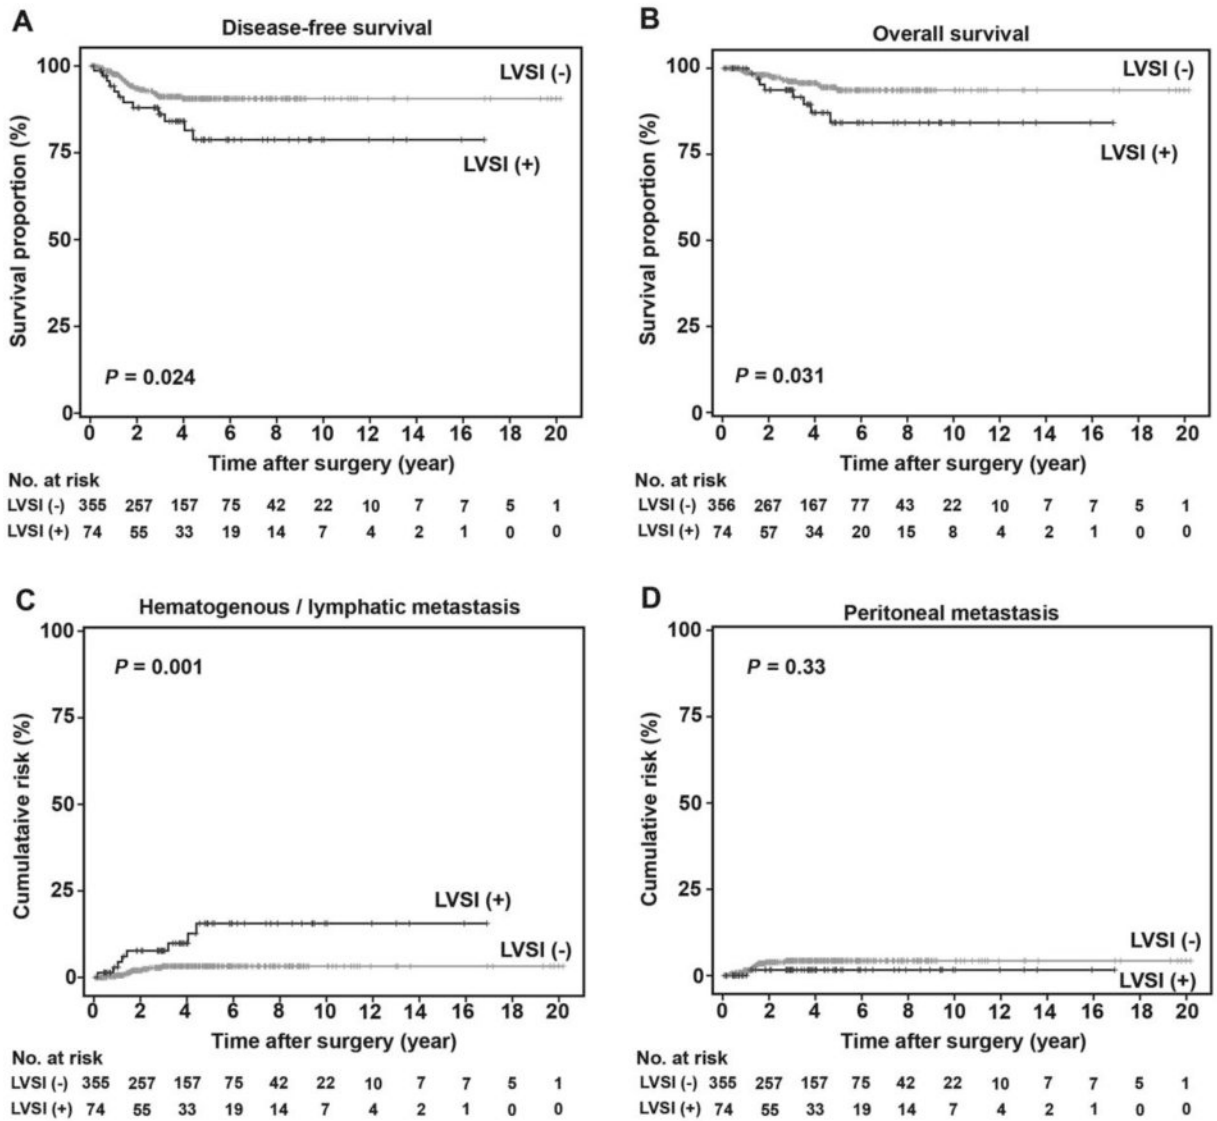 A
Disease-free survival
100
75
50
25
0
Survival proportion (%)
LVSI (-)
LVSI (+)
P = 0.024
0 2 4 6 8 10 12 14 16 18 20
Time after surgery (year)
No. at risk
LVSI (-) 355 257 157 75 42 22 10 7 7 5 1
LVSI (+) 74 55 33 19 14 7 4 2 1 0 0
B
Overall survival
100
75
50
25
0
Survival proportion (%)
LVSI (-)
LVSI (+)
P = 0.031
0 2 4 6 8 10 12 14 16 18 20
Time after surgery (year)
No. at risk
LVSI (-) 356 267 167 77 43 22 10 7 7 5 1
LVSI (+) 74 57 34 20 15 8 4 2 1 0 0
C
Hematogenous / lymphatic metastasis
100
75
50
25
0
Cumulataive risk (%)
P = 0.001
LVSI (+)
LVSI (-)
0 2 4 6 8 10 12 14 16 18 20
Time after surgery (year)
No. at risk
LVSI (-) 355 257 157 75 42 22 10 7 7 5 1
LVSI (+) 74 55 33 19 14 7 4 2 1 0 0
D
Peritoneal metastasis
100
75
50
25
0
Cumulative risk (%)
P = 0.33
LVSI (-)
LVSI (+)
0 2 4 6 8 10 12 14 16 18 20
Time after surgery (year)
No. at risk
LVSI (-) 355 257 157 75 42 22 10 7 7 5 1
LVSI (+) 74 55 33 19 14 7 4 2 1 0 0